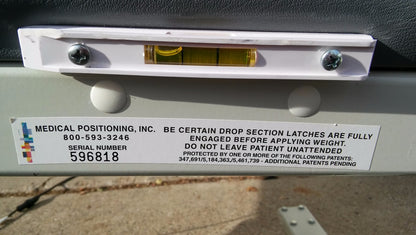 MEDICAL POSITIONING, INC.
800-593-3246
SERIAL NUMBER
596818
BE CERTAIN DROP SECTION LATCHES ARE FULLY
ENGAGED BEFORE APPLYING WEIGHT.
DO NOT LEAVE PATIENT UNATTENDED
PROTECTED BY ONE OR MORE OF THE FOLLOWING PATENTS:
347,691/5,184,363/5,461,739 - ADDITIONAL PATENTS PENDING